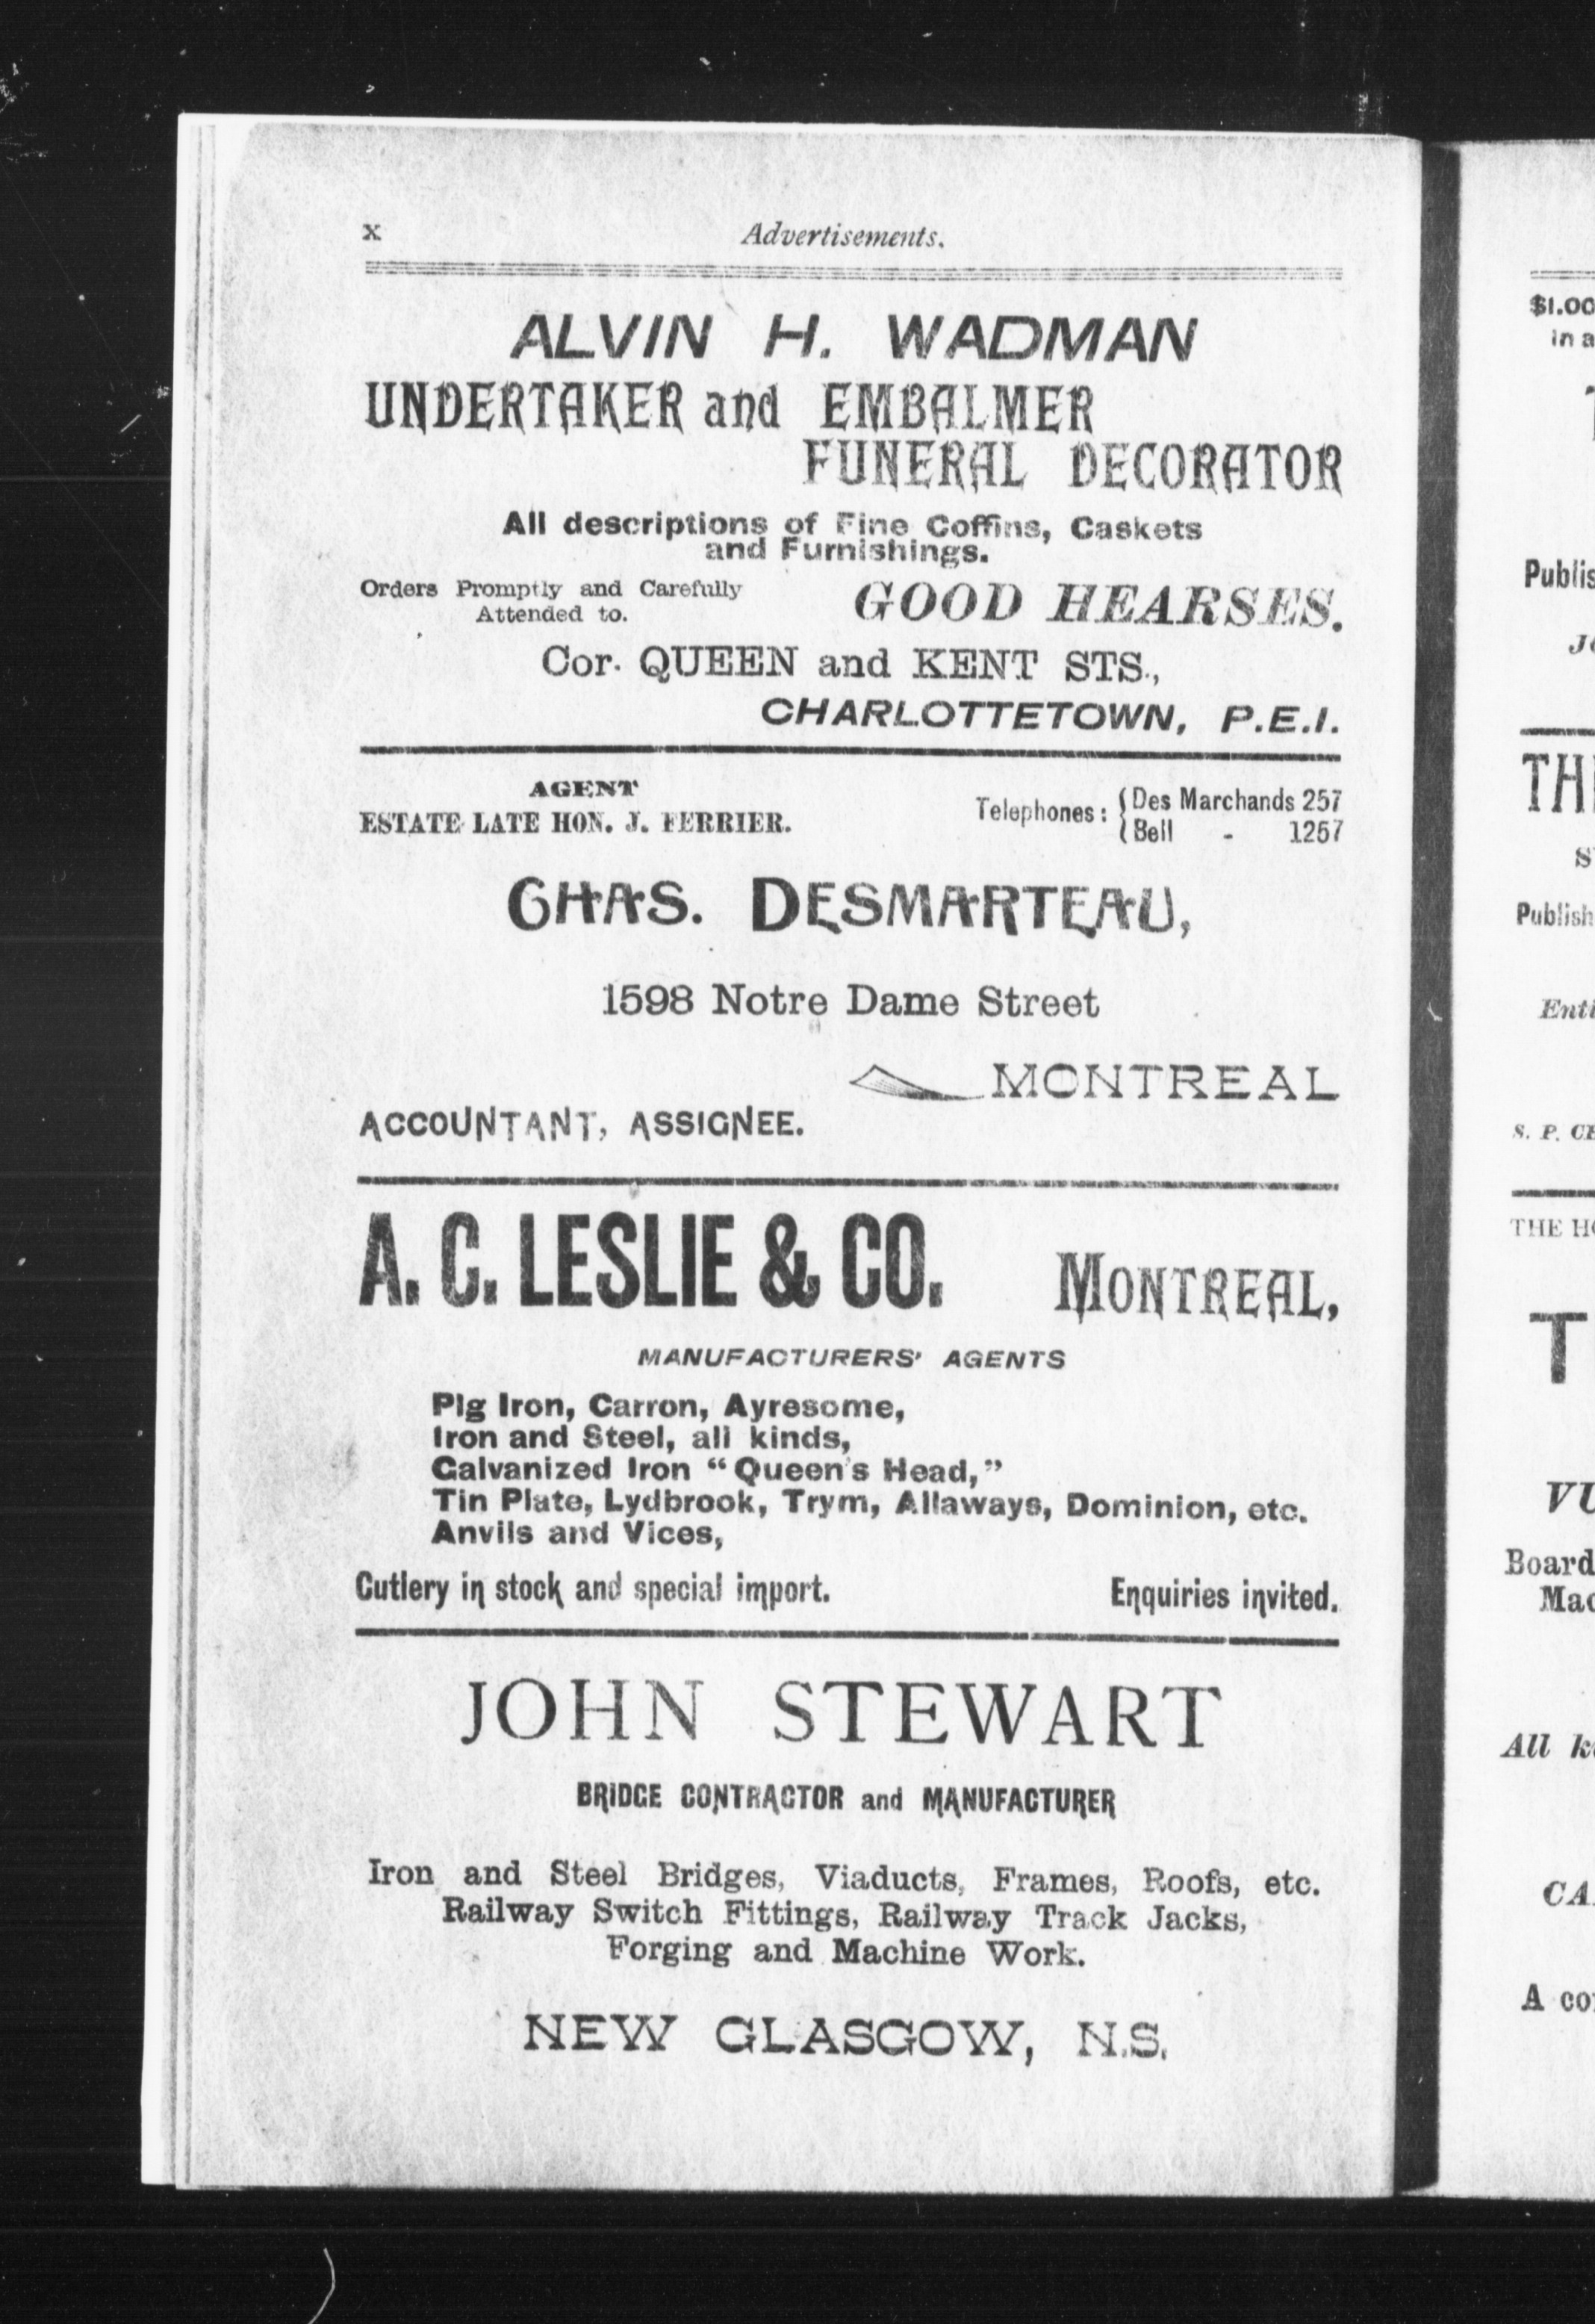 x Advertisements.
ALVIN H. WADMAN
UNDERTAKER and EMBALMER
FUNERAL DECORATOR
All descriptions of Fine Coffins, Caskets
and Furnishings.
Orders Promptly and Carefully
Attended to.
GOOD HEARSES.
Cor. QUEEN and KENT STS.,
CHARLOTTETOWN, P.E.I.
AGENT
ESTATE LATE HON. J. FERRIER.
Telephones: { Des Marchands 257
{ Bell - 1257
CHAS. DESMARTEAU,
1598 Notre Dame Street
MONTREAL
ACCOUNTANT, ASSIGNEE.
A. C. LESLIE & CO. MONTREAL,
MANUFACTURERS' AGENTS
Pig Iron, Carron, Ayresome,
Iron and Steel, all kinds,
Galvanized Iron "Queen's Head,"
Tin Plate, Lydbrook, Trym, Allaways, Dominion, etc.
Anvils and Vices,
Cutlery in stock and special import. Enquiries invited.
JOHN STEWART
BRIDGE CONTRACTOR and MANUFACTURER
Iron and Steel Bridges, Viaducts, Frames, Roofs, etc.
Railway Switch Fittings, Railway Track Jacks,
Forging and Machine Work.
NEW GLASGOW, N.S.
$1.00
in a
Publis
THE
Publish
S. P.
THE
T
Board
All
A